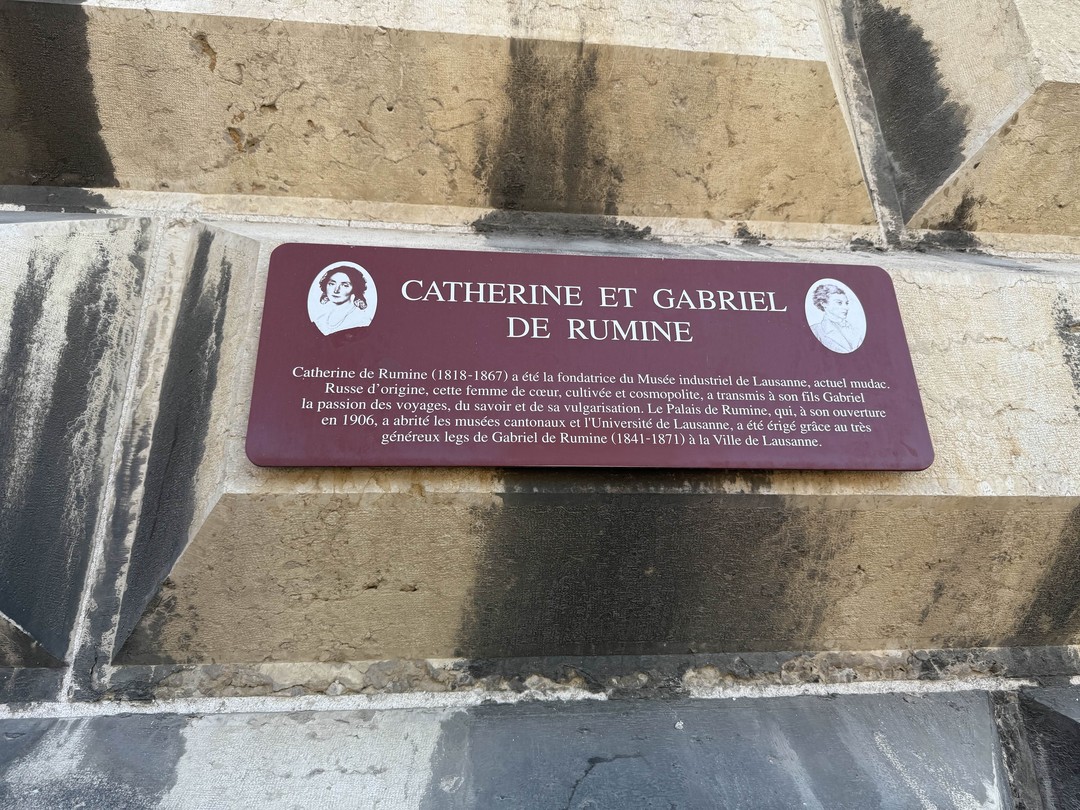 CATHERINE ET GABRIEL
DE RUMINE
Catherine de Rumine (1818-1867) a été la fondatrice du Musée industriel de Lausanne, actuel mudac.
Russe d'origine, cette femme de cœur, cultivée et cosmopolite, a transmis à son fils Gabriel
la passion des voyages, du savoir et de sa vulgarisation. Le Palais de Rumine, qui, à son ouverture
en 1906, a abrité les musées cantonaux et l'Université de Lausanne, a été érigé grâce au très
généreux legs de Gabriel de Rumine (1841-1871) à la Ville de Lausanne.